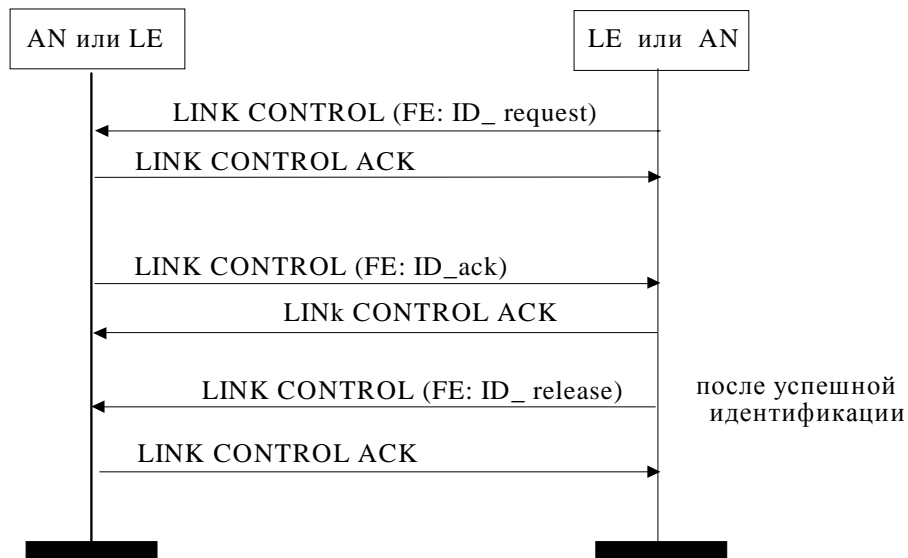 AN или LE
LE или AN
LINK CONTROL (FE: ID_ request)
LINK CONTROL ACK
LINK CONTROL (FE: ID_ack)
LINk CONTROL ACK
LINK CONTROL (FE: ID_ release)
после успешной
идентификации
LINK CONTROL ACK